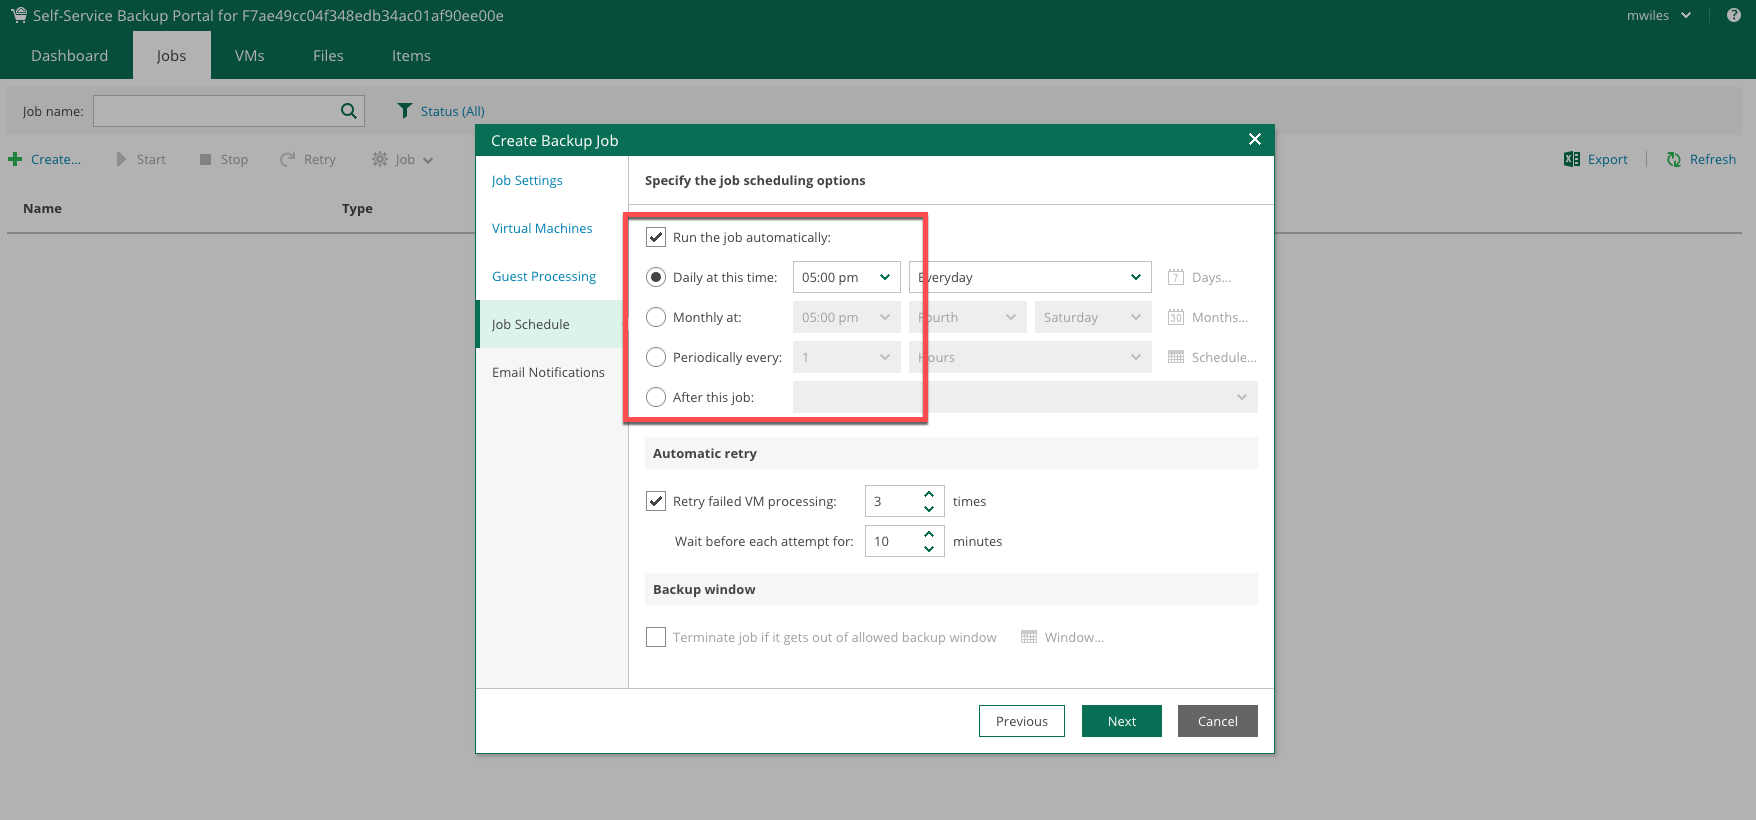 Self-Service Backup Portal for F7ae49cc04f348edb34ac01af90ee00e
mwiles
?
Dashboard Jobs VMs Files Items
Job name: Status (All)
Create... Start Stop Retry Job Export Refresh
Name Type
Create Backup Job
Job Settings
Virtual Machines
Guest Processing
Job Schedule
Email Notifications
Specify the job scheduling options
Run the job automatically:
Daily at this time: 05:00 pm Everyday 7 Days...
Monthly at: 05:00 pm Fourth Saturday 30 Months...
Periodically every: 1 Hours Schedule...
After this job:
Automatic retry
Retry failed VM processing: 3 times
Wait before each attempt for: 10 minutes
Backup window
Terminate job if it gets out of allowed backup window Window...
Previous Next Cancel